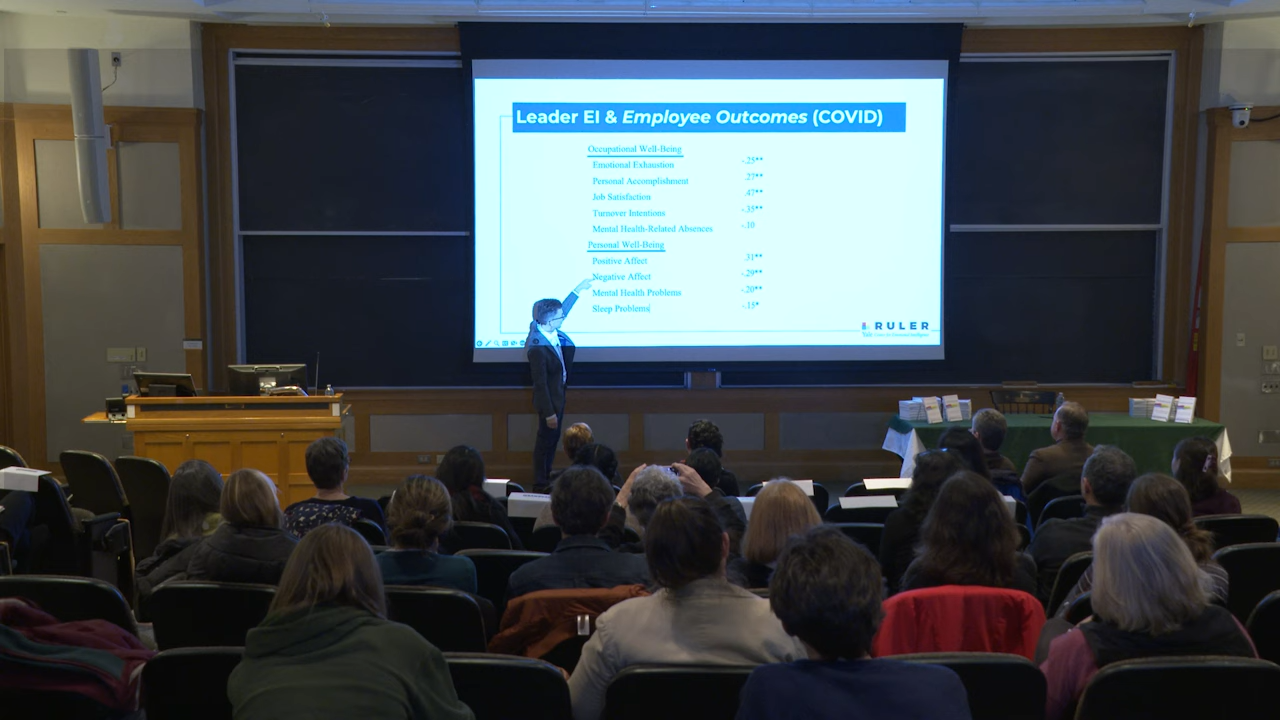 Leader EI & Employee Outcomes (COVID)
Occupational Well-Being
Emotional Exhaustion -.25**
Personal Accomplishment .27**
Job Satisfaction .47**
Turnover Intentions -.35**
Mental Health-Related Absences -.10
Personal Well-Being
Positive Affect .31**
Negative Affect -.29**
Mental Health Problems -.20**
Sleep Problems -.15*
RULER
Yale